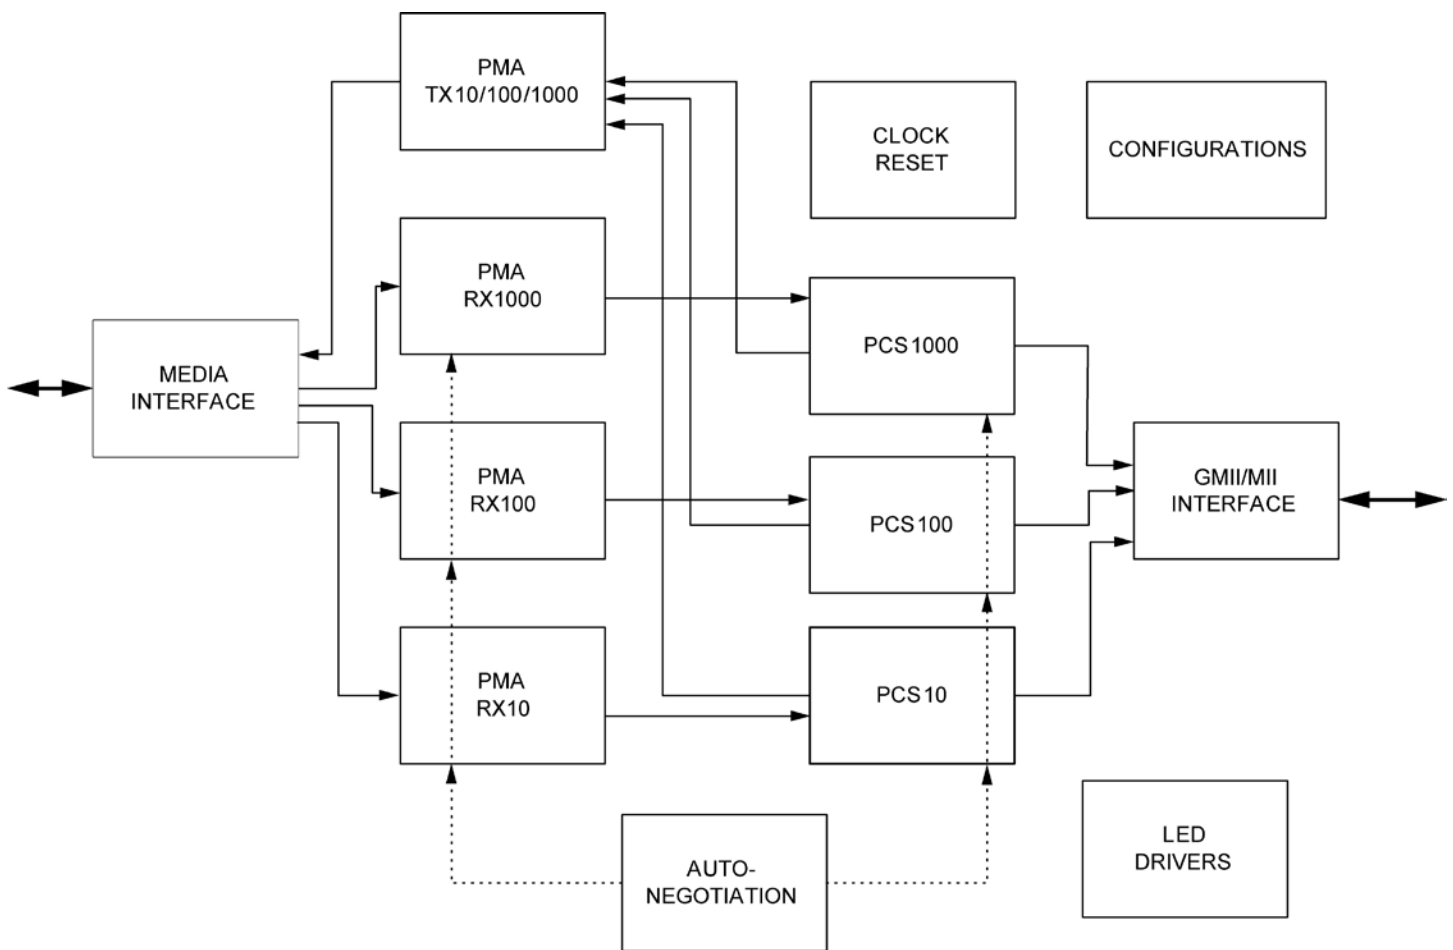 PMA
TX10/100/1000
CLOCK
RESET
CONFIGURATIONS
PMA
RX1000
PCS1000
MEDIA
INTERFACE
PMA
RX100
PCS100
GMII/MII
INTERFACE
PMA
RX10
PCS10
AUTO-
NEGOTIATION
LED
DRIVERS